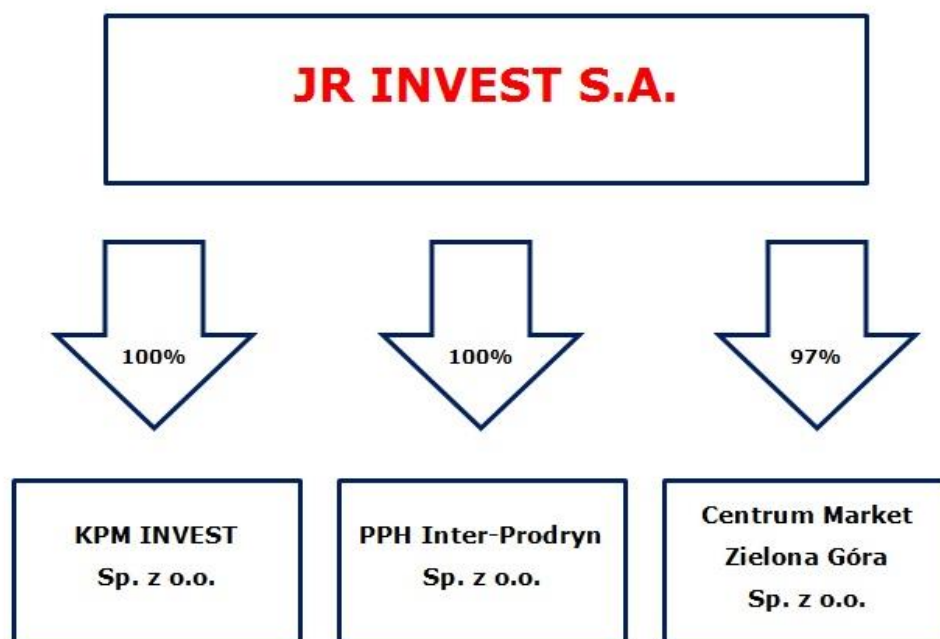 JR INVEST S.A.
100%
100%
97%
KPM INVEST
Sp. z o.o.
PPH Inter-Prodryn
Sp. z o.o.
Centrum Market
Zielona Góra
Sp. z o.o.